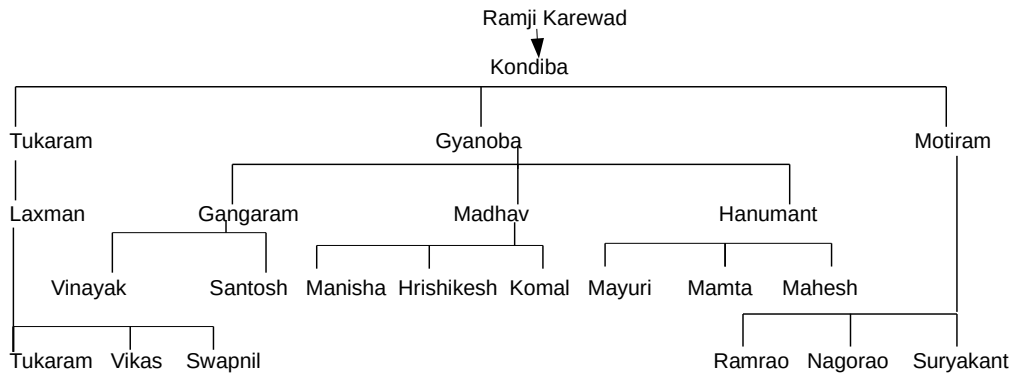 Ramji Karewad
Kondiba
Tukaram Gyanoba Motiram
Laxman Gangaram Madhav Hanumant
Vinayak Santosh Manisha Hrishikesh Komal Mayuri Mamta Mahesh
Tukaram Vikas Swapnil Ramrao Nagorao Suryakant